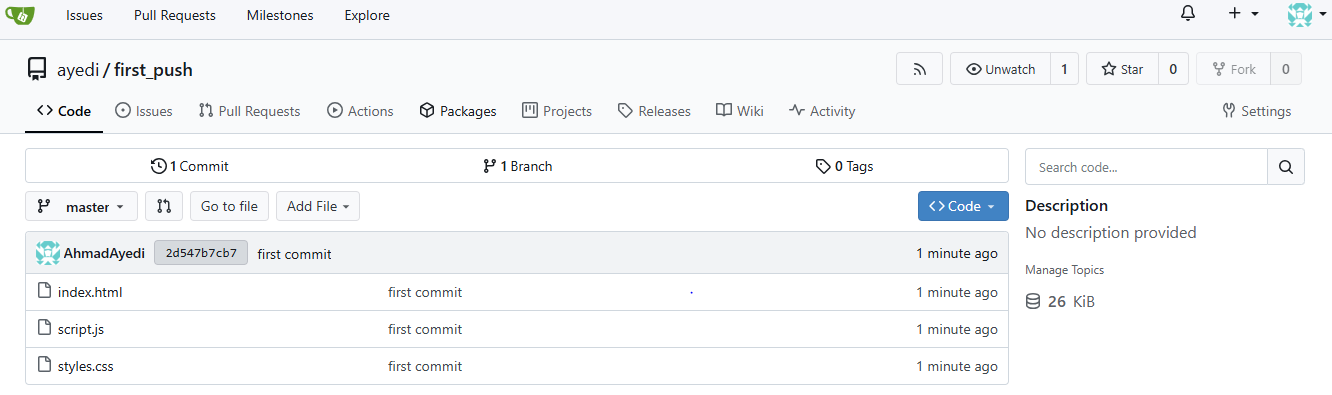 Issues Pull Requests Milestones Explore
ayedi / first_push Unwatch 1 Star 0 Fork 0
Code Issues Pull Requests Actions Packages Projects Releases Wiki Activity Settings
1 Commit 1 Branch 0 Tags Search code...
master Go to file Add File Code Description
No description provided
AhmadAyedi 2d547b7cb7 first commit 1 minute ago
Manage Topics
index.html first commit 1 minute ago
26 KiB
script.js first commit 1 minute ago
styles.css first commit 1 minute ago